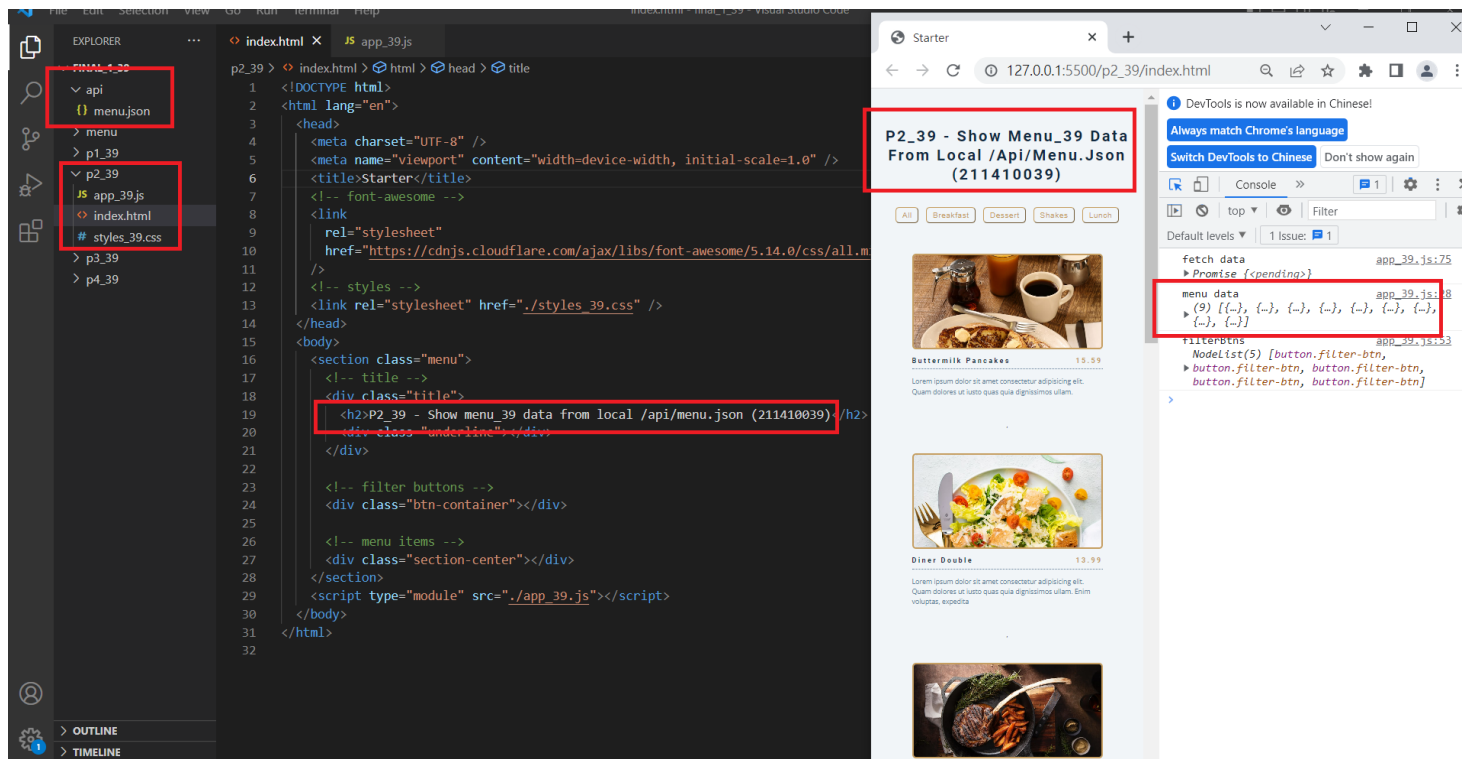 File Edit Selection View Go Run Terminal Help
index.html - final_1_39 - Visual Studio Code
EXPLORER
FINAL_1_39
api
{} menu.json
menu
p1_39
p2_39
JS app_39.js
<> index.html
# styles_39.css
p3_39
p4_39
OUTLINE
TIMELINE
1
<> index.html
JS app_39.js
p2_39 > <> index.html > html > head > title
1 <!DOCTYPE html>
2 <html lang="en">
3 <head>
4 <meta charset="UTF-8" />
5 <meta name="viewport" content="width=device-width, initial-scale=1.0" />
6 <title>Starter</title>
7 <!-- font-awesome -->
8 <link
9 rel="stylesheet"
10 href="https://cdnjs.cloudflare.com/ajax/libs/font-awesome/5.14.0/css/all.m
11 />
12 <!-- styles -->
13 <link rel="stylesheet" href="./styles_39.css" />
14 </head>
15 <body>
16 <section class="menu">
17 <!-- title -->
18 <div class="title">
19 <h2>P2_39 - Show menu_39 data from local /api/menu.json (211410039)</h2>
20 <div class="underline"></div>
21 </div>
22
23 <!-- filter buttons -->
24 <div class="btn-container"></div>
25
26 <!-- menu items -->
27 <div class="section-center"></div>
28 </section>
29 <script type="module" src="./app_39.js"></script>
30 </body>
31 </html>
32
Starter
127.0.0.1:5500/p2_39/index.html
P2_39 - Show Menu_39 Data
From Local /Api/Menu.Json
(211410039)
All Breakfast Dessert Shakes Lunch
Buttermilk Pancakes 15.59
Lorem ipsum dolor sit amet consectetur adipisicing elit.
Quam dolores ut iusto quas quia dignissimos ullam.
Diner Double 13.99
Lorem ipsum dolor sit amet consectetur adipisicing elit.
Quam dolores ut iusto quas quia dignissimos ullam. Enim
voluptas, expedita
DevTools is now available in Chinese!
Always match Chrome's language
Switch DevTools to Chinese Don't show again
Console 1
top Filter
Default levels 1 Issue: 1
fetch data app_39.js:75
Promise {<pending>}
menu data app_39.js:28
(9) [{…}, {…}, {…}, {…}, {…}, {…}, {…},
{…}, {…}]
filterBtns app_39.js:53
NodeList(5) [button.filter-btn,
button.filter-btn, button.filter-btn,
button.filter-btn, button.filter-btn]